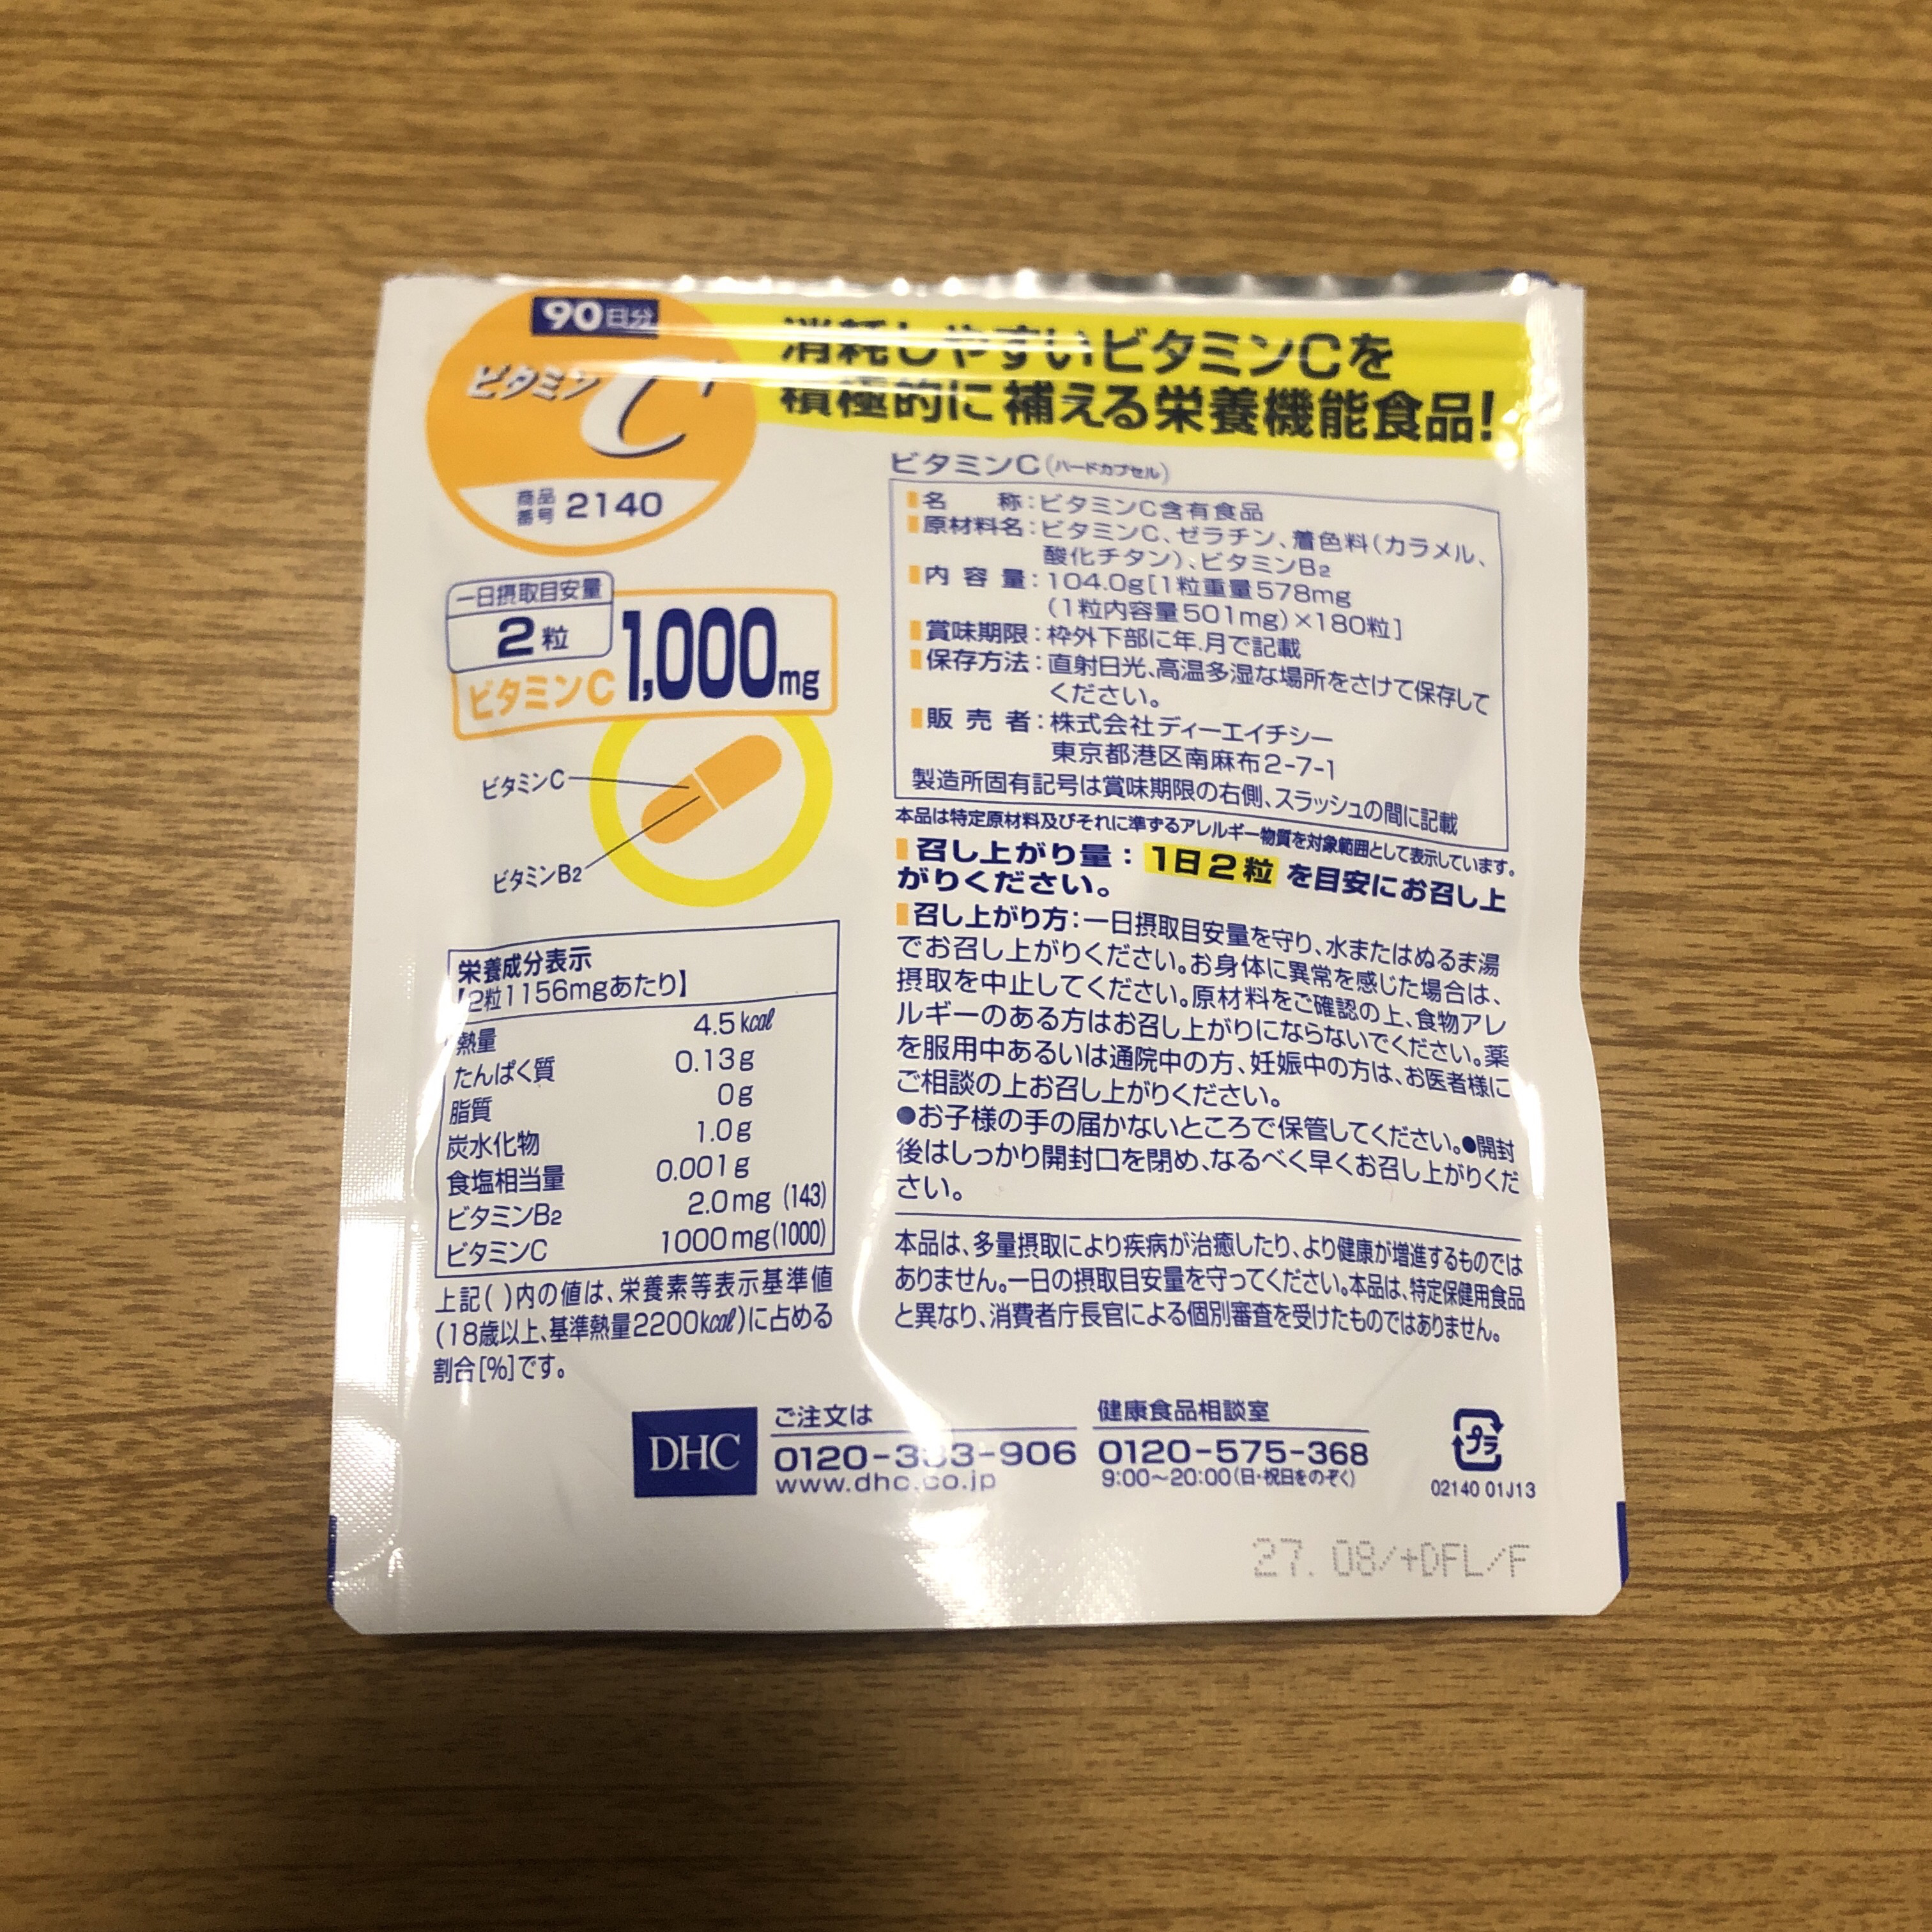 90日分
ビタミンC
商品番号 2140
消耗しやすいビタミンCを
積極的に補える栄養機能食品!
一日摂取目安量
2粒
ビタミンC 1,000mg
ビタミンC
ビタミンB2
栄養成分表示
【2粒1156mgあたり】
熱量 4.5kcal
たんぱく質 0.13g
脂質 0g
炭水化物 1.0g
食塩相当量 0.001g
ビタミンB2 2.0mg (143)
ビタミンC 1000mg(1000)
上記( )内の値は、栄養素等表示基準値
(18歳以上、基準熱量2200kcal)に占める
割合[%]です。
ビタミンC(ハードカプセル)
名称:ビタミンC含有食品
原材料名:ビタミンC、ゼラチン、着色料(カラメル、
酸化チタン)、ビタミンB2
内容量:104.0g[1粒重量578mg
(1粒内容量501mg)×180粒]
賞味期限:枠外下部に年.月で記載
保存方法:直射日光、高温多湿な場所をさけて保存して
ください。
販売者:株式会社ディーエイチシー
東京都港区南麻布2-7-1
製造所固有記号は賞味期限の右側、スラッシュの間に記載
本品は特定原材料及びそれに準ずるアレルギー物質を対象範囲として表示しています。
召し上がり量:1日2粒を目安にお召し上
がりください。
召し上がり方:一日摂取目安量を守り、水またはぬるま湯
でお召し上がりください。お身体に異常を感じた場合は、
摂取を中止してください。原材料をご確認の上、食物アレ
ルギーのある方はお召し上がりにならないでください。薬
を服用中あるいは通院中の方、妊娠中の方は、お医者様に
ご相談の上お召し上がりください。
●お子様の手の届かないところで保管してください。●開封
後はしっかり開封口を閉め、なるべく早くお召し上がりくだ
さい。
本品は、多量摂取により疾病が治癒したり、より健康が増進するものでは
ありません。一日の摂取目安量を守ってください。本品は、特定保健用食品
と異なり、消費者庁長官による個別審査を受けたものではありません。
DHC
ご注文は
0120-333-906
www.dhc.co.jp
健康食品相談室
0120-575-368
9:00〜20:00(日・祝日をのぞく)
プラ
02140 01J13
27. 08/+DFL/F